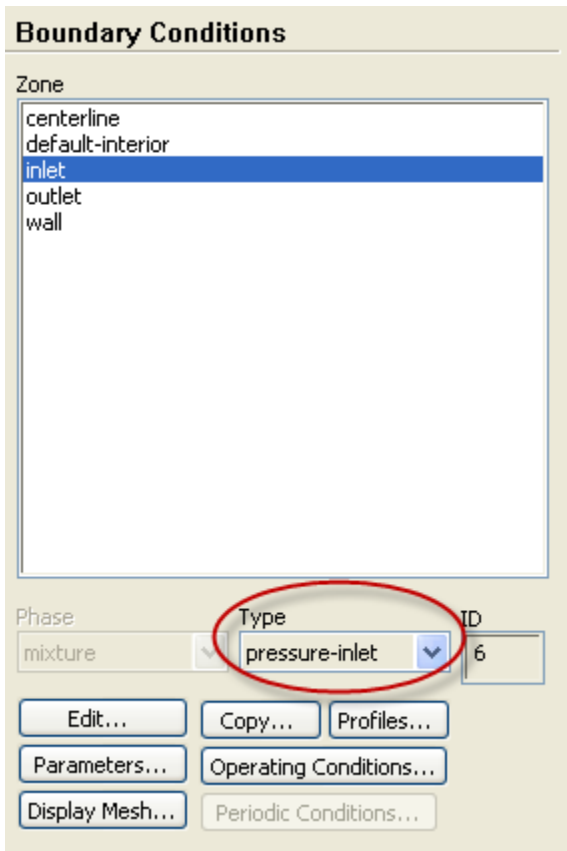 Boundary Conditions
Zone
centerline
default-interior
inlet
outlet
wall
Phase Type ID
mixture pressure-inlet 6
Edit... Copy... Profiles...
Parameters... Operating Conditions...
Display Mesh... Periodic Conditions...